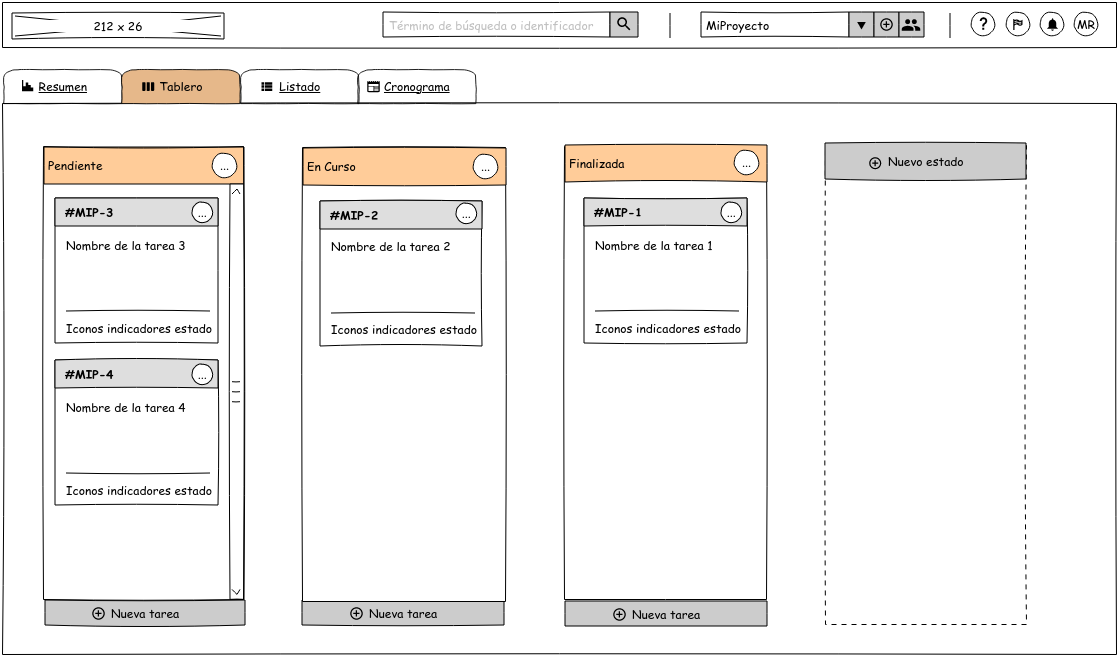 212 x 26
Término de búsqueda o identificador
MiProyecto
?
MR
Resumen
Tablero
Listado
Cronograma
Pendiente
...
En Curso
...
Finalizada
...
Nuevo estado
#MIP-3
...
Nombre de la tarea 3
Iconos indicadores estado
#MIP-4
...
Nombre de la tarea 4
Iconos indicadores estado
Nueva tarea
#MIP-2
...
Nombre de la tarea 2
Iconos indicadores estado
Nueva tarea
#MIP-1
...
Nombre de la tarea 1
Iconos indicadores estado
Nueva tarea